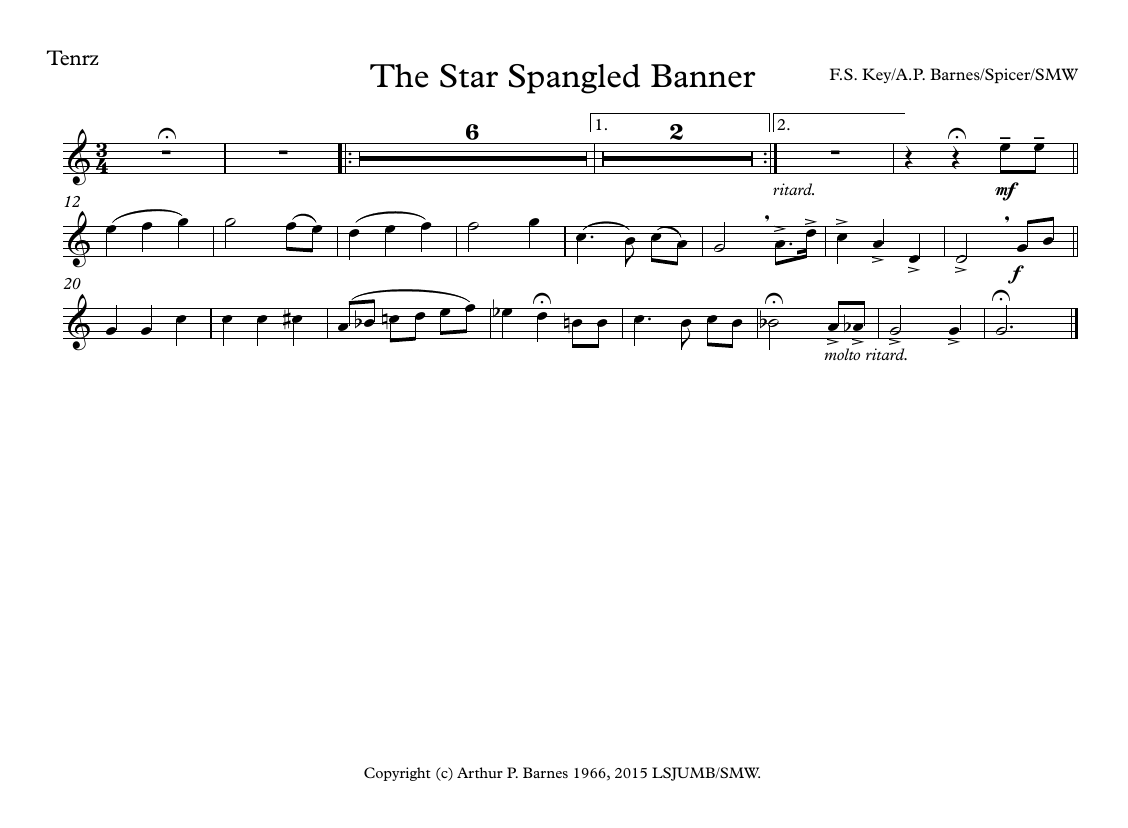 Tenrz
The Star Spangled Banner
F.S. Key/A.P. Barnes/Spicer/SMW
6
1.
2
2.
3
4
ritard.
mf
12
f
20
molto ritard.
Copyright (c) Arthur P. Barnes 1966, 2015 LSJUMB/SMW.